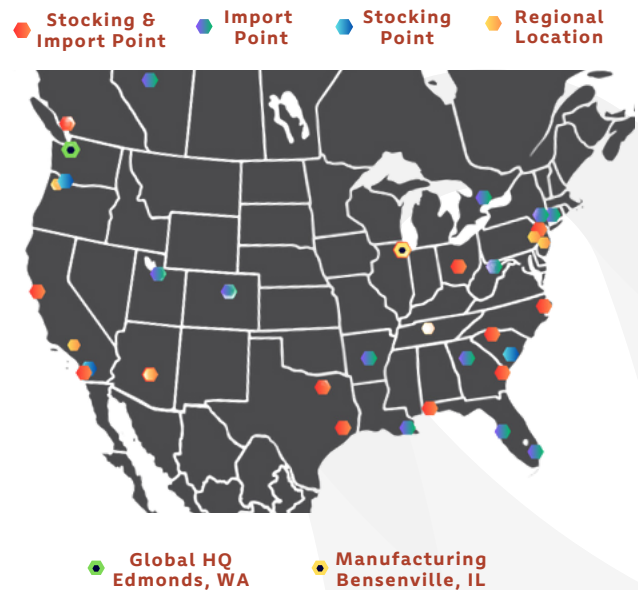 Stocking &
Import Point
Import
Point
Stocking
Point
Regional
Location
Global HQ
Edmonds, WA
Manufacturing
Bensenville, IL